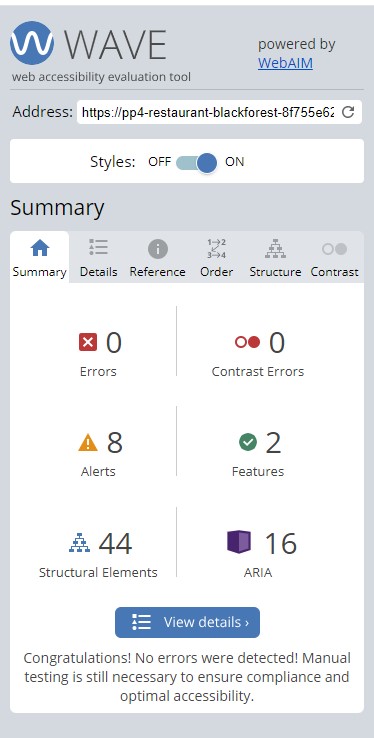 WAVE
web accessibility evaluation tool
powered by
WebAIM
Address: https://pp4-restaurant-blackforest-8f755e62
Styles: OFF ON
Summary
Summary Details Reference Order Structure Contrast
0
Errors
0
Contrast Errors
8
Alerts
2
Features
44
Structural Elements
16
ARIA
View details ›
Congratulations! No errors were detected! Manual
testing is still necessary to ensure compliance and
optimal accessibility.